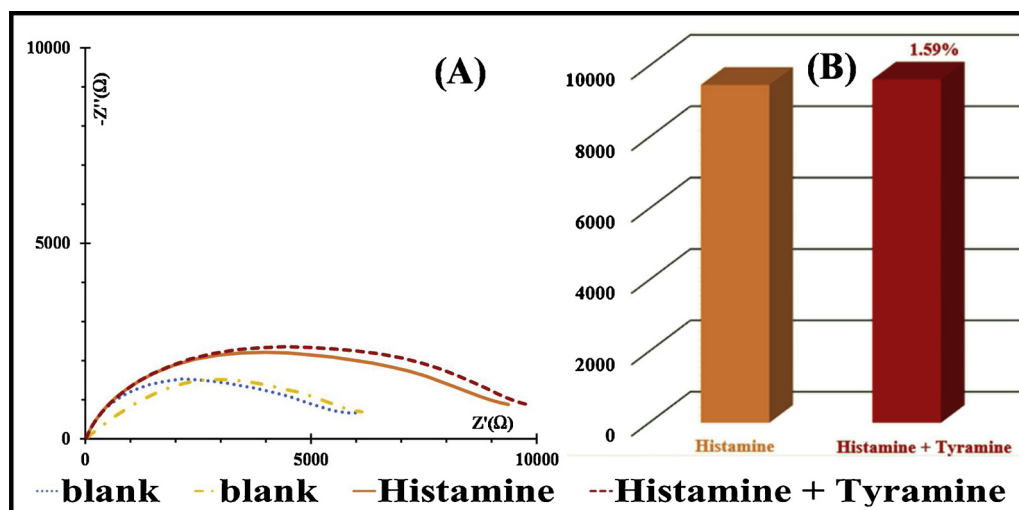 10000
-Z''(Ω)
(A)
5000
0
Z'(Ω)
0
5000
10000
1.59%
(B)
10000
8000
6000
4000
2000
0
Histamine
Histamine + Tyramine
blank blank Histamine Histamine + Tyramine